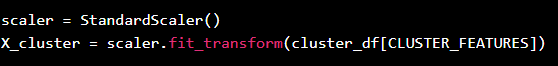 scaler = StandardScaler()
X_cluster = scaler.fit_transform(cluster_df[CLUSTER_FEATURES])